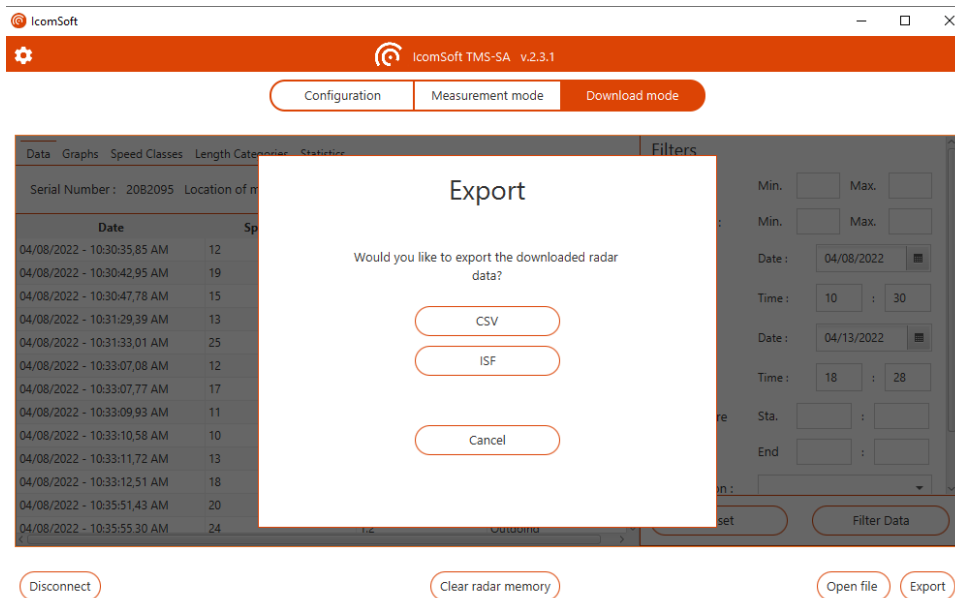 IcomSoft
IcomSoft TMS-SA v.2.3.1
Configuration Measurement mode Download mode
Data Graphs Speed Classes Length Categories Statistics
Serial Number : 20B2095 Location of m
Date Sp
04/08/2022 - 10:30:35,85 AM 12
04/08/2022 - 10:30:42,95 AM 19
04/08/2022 - 10:30:47,78 AM 15
04/08/2022 - 10:31:29,39 AM 13
04/08/2022 - 10:31:33,01 AM 25
04/08/2022 - 10:33:07,08 AM 12
04/08/2022 - 10:33:07,77 AM 17
04/08/2022 - 10:33:09,93 AM 11
04/08/2022 - 10:33:10,58 AM 10
04/08/2022 - 10:33:11,72 AM 13
04/08/2022 - 10:33:12,51 AM 18
04/08/2022 - 10:35:51,43 AM 20
04/08/2022 - 10:35:55,30 AM 24 1.2 Outbound
Export
Would you like to export the downloaded radar
data?
CSV
ISF
Cancel
Filters
Min. Max.
: Min. Max.
Date : 04/08/2022
Time : 10 : 30
Date : 04/13/2022
Time : 18 : 28
re Sta. :
End :
on :
set Filter Data
Disconnect Clear radar memory Open file Export